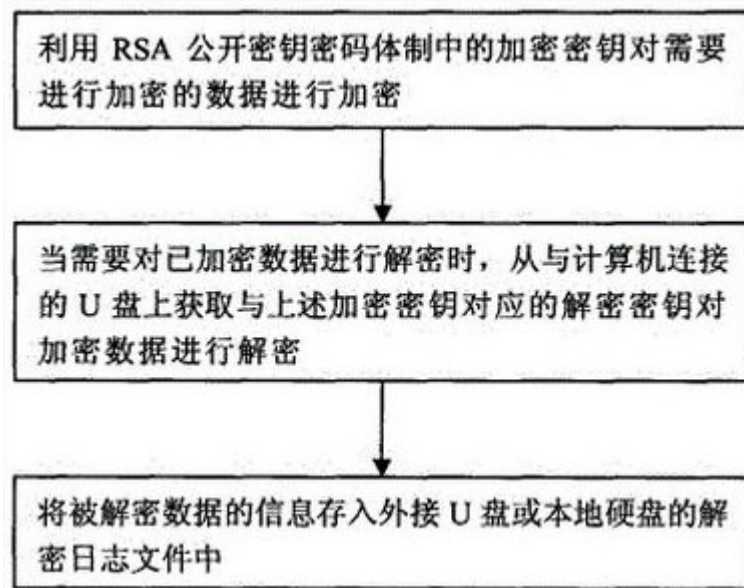 利用 RSA 公开密钥密码体制中的加密密钥对需要
进行加密的数据进行加密
当需要对已加密数据进行解密时，从与计算机连接
的 U 盘上获取与上述加密密钥对应的解密密钥对
加密数据进行解密
将被解密数据的信息存入外接 U 盘或本地硬盘的解
密日志文件中